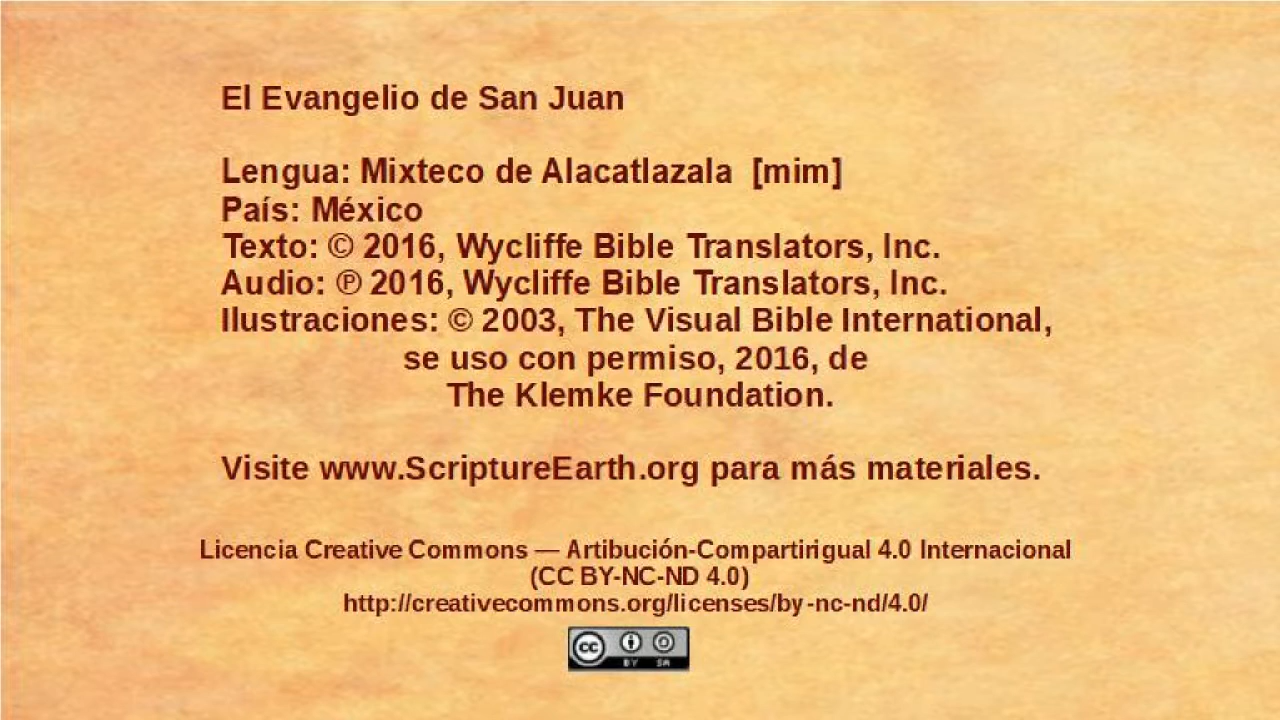 El Evangelio de San Juan
Lengua: Mixteco de Alacatlazala [mim]
País: México
Texto: © 2016, Wycliffe Bible Translators, Inc.
Audio: ℗ 2016, Wycliffe Bible Translators, Inc.
Ilustraciones: © 2003, The Visual Bible International,
se uso con permiso, 2016, de
The Klemke Foundation.
Visite www.ScriptureEarth.org para más materiales.
Licencia Creative Commons — Artibución-Compartirigual 4.0 Internacional
(CC BY-NC-ND 4.0)
http://creativecommons.org/licenses/by-nc-nd/4.0/
cc BY SA